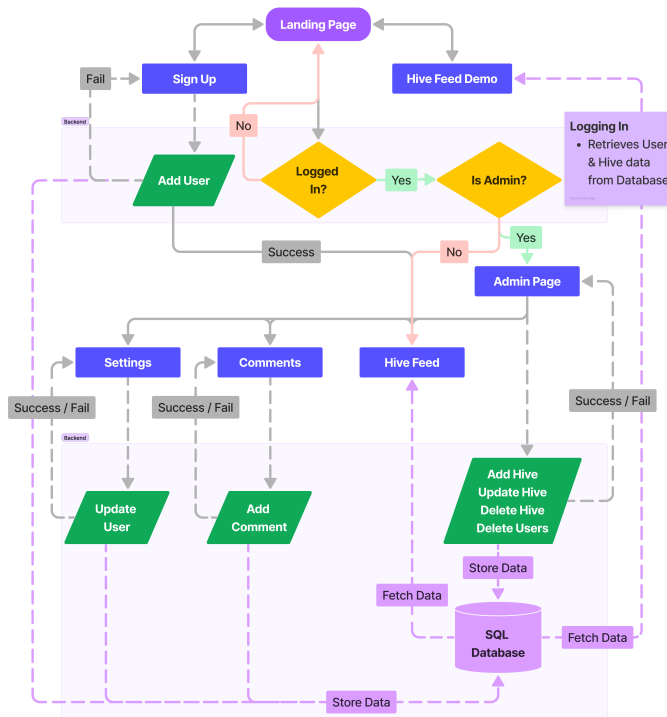 Landing Page
Fail
Sign Up
Hive Feed Demo
Backend
No
Logging In
• Retrieves User
& Hive data
from Database
Add User
Logged
In?
Yes
Is Admin?
Success
No
Yes
Admin Page
Settings
Comments
Hive Feed
Success / Fail
Success / Fail
Success / Fail
Backend
Update
User
Add
Comment
Add Hive
Update Hive
Delete Hive
Delete Users
Store Data
Fetch Data
SQL
Database
Fetch Data
Store Data